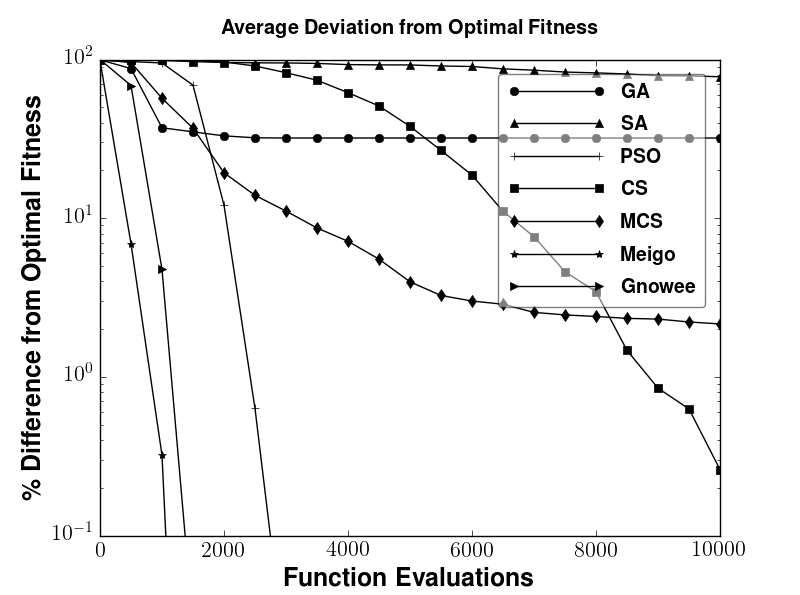 Average Deviation from Optimal Fitness
% Difference from Optimal Fitness
10²
10¹
10⁰
10⁻¹
GA
SA
PSO
CS
MCS
Meigo
Gnowee
0 2000 4000 6000 8000 10000
Function Evaluations